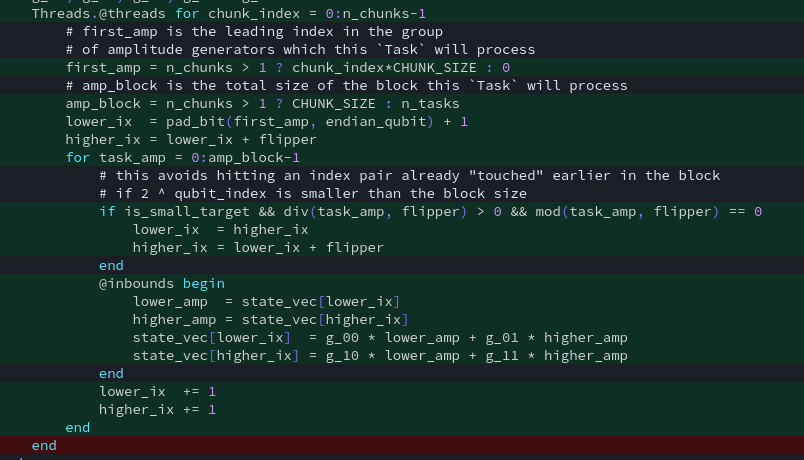 Threads.@threads for chunk_index = 0:n_chunks-1
# first_amp is the leading index in the group
# of amplitude generators which this `Task` will process
first_amp = n_chunks > 1 ? chunk_index*CHUNK_SIZE : 0
# amp_block is the total size of the block this `Task` will process
amp_block = n_chunks > 1 ? CHUNK_SIZE : n_tasks
lower_ix  = pad_bit(first_amp, endian_qubit) + 1
higher_ix = lower_ix + flipper
for task_amp = 0:amp_block-1
# this avoids hitting an index pair already "touched" earlier in the block
# if 2 ^ qubit_index is smaller than the block size
if is_small_target && div(task_amp, flipper) > 0 && mod(task_amp, flipper) == 0
lower_ix  = higher_ix
higher_ix = lower_ix + flipper
end
@inbounds begin
lower_amp  = state_vec[lower_ix]
higher_amp = state_vec[higher_ix]
state_vec[lower_ix]  = g_00 * lower_amp + g_01 * higher_amp
state_vec[higher_ix] = g_10 * lower_amp + g_11 * higher_amp
end
lower_ix  += 1
higher_ix += 1
end
end